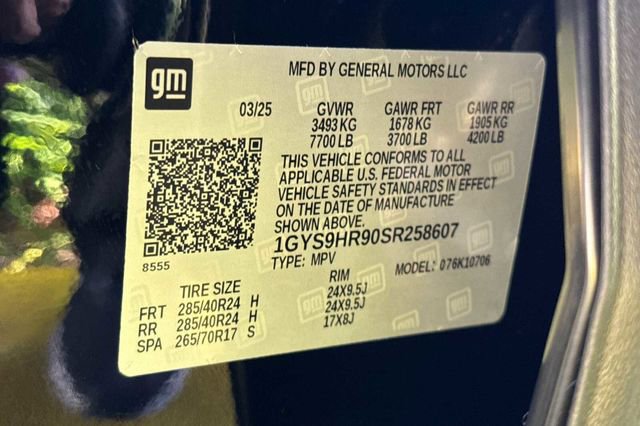 gm
MFD BY GENERAL MOTORS LLC
03/25 GVWR GAWR FRT GAWR RR
3493 KG 1678 KG 1905 KG
7700 LB 3700 LB 4200 LB
THIS VEHICLE CONFORMS TO ALL
APPLICABLE U.S. FEDERAL MOTOR
VEHICLE SAFETY STANDARDS IN EFFECT
ON THE DATE OF MANUFACTURE
SHOWN ABOVE.
1GYS9HR90SR258607
8555
TYPE: MPV MODEL: 076K10706
TIRE SIZE RIM
FRT 285/40R24 H 24X9.5J
RR 285/40R24 H 24X9.5J
SPA 265/70R17 S 17X8J